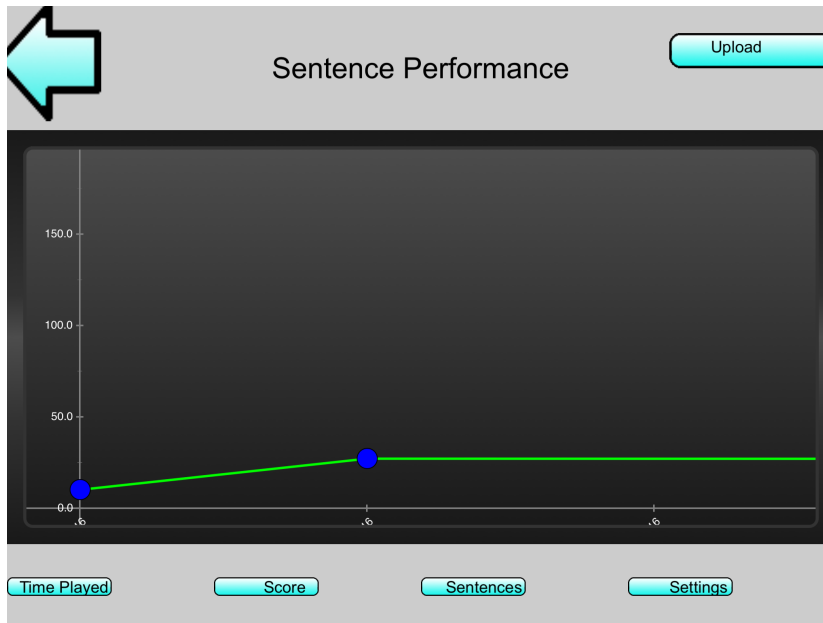 Upload
Sentence Performance
150.0
100.0
50.0
0.0
Time Played
Score
Sentences
Settings